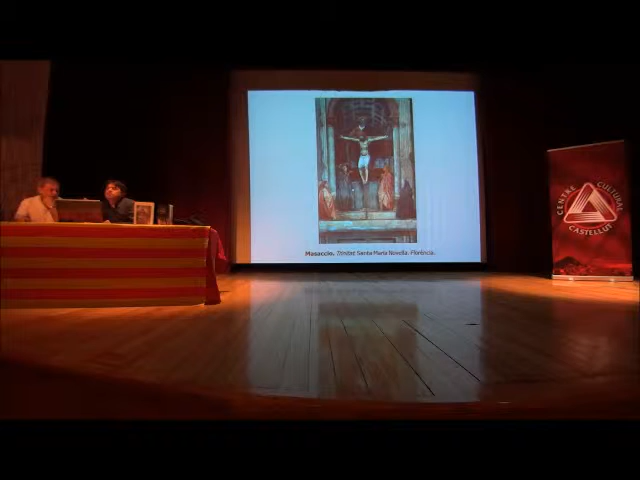 Masaccio. Trinitat. Santa Maria Novella. Florència.
CENTRE CULTURAL
CASTELLUT